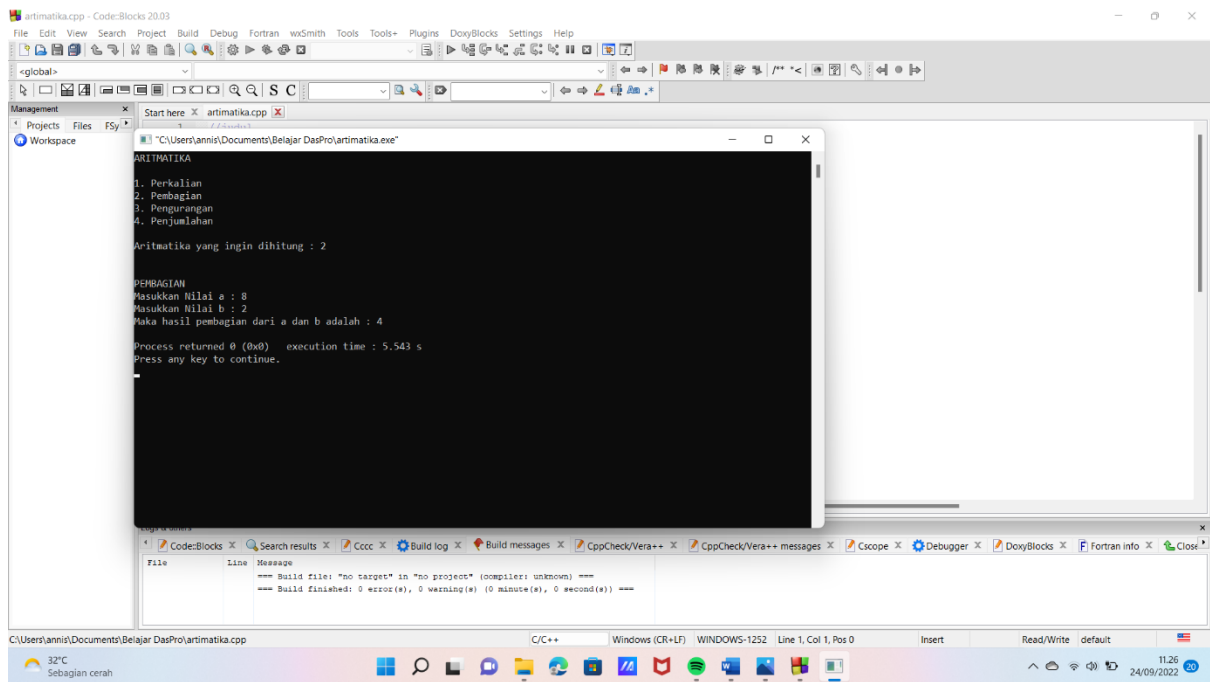 artimatika.cpp - Code::Blocks 20.03
File Edit View Search Project Build Debug Fortran wxSmith Tools Tools+ Plugins DoxyBlocks Settings Help
<global>
S C
Management
Projects Files FSy
Workspace
Start here X artimatika.cpp X
1
"C:\Users\annis\Documents\Belajar DasPro\artimatika.exe"
ARITMATIKA
1. Perkalian
2. Pembagian
3. Pengurangan
4. Penjumlahan
Aritmatika yang ingin dihitung : 2
PEMBAGIAN
Masukkan Nilai a : 8
Masukkan Nilai b : 2
Maka hasil pembagian dari a dan b adalah : 4
Process returned 0 (0x0) execution time : 5.543 s
Press any key to continue.
Logs & others
Code::Blocks X Search results X Cccc X Build log X Build messages X CppCheck/Vera++ X CppCheck/Vera++ messages X Cscope X Debugger X DoxyBlocks X Fortran info X Close
File Line Message
=== Build file: "no target" in "no project" (compiler: unknown) ===
=== Build finished: 0 error(s), 0 warning(s) (0 minute(s), 0 second(s)) ===
C:\Users\annis\Documents\Belajar DasPro\artimatika.cpp C/C++ Windows (CR+LF) WINDOWS-1252 Line 1, Col 1, Pos 0 Insert Read/Write default
32°C
Sebagian cerah
11.26
24/09/2022 20